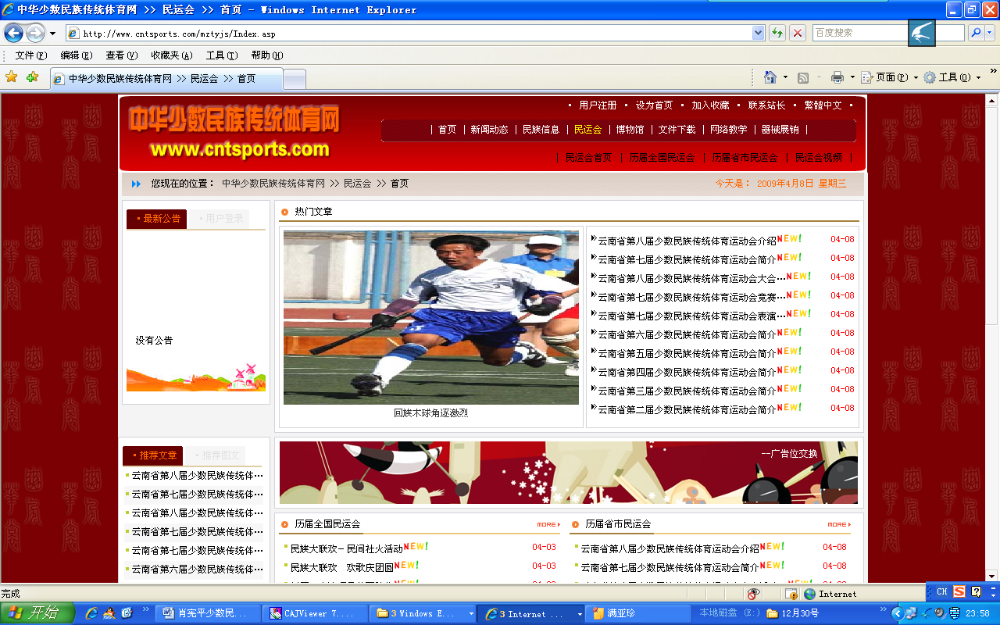 中华少数民族传统体育网 >> 民运会 >> 首页 - Windows Internet Explorer
http://www.cntsports.com/mztyjs/Index.asp
百度搜索
文件(F) 编辑(E) 查看(V) 收藏夹(A) 工具(T) 帮助(H)
中华少数民族传统体育网 >> 民运会 >> 首页
页面(P) 工具(O) >>
中华少数民族传统体育网
www.cntsports.com
• 用户注册 • 设为首页 • 加入收藏 • 联系站长 • 繁體中文 •
| 首页 | 新闻动态 | 民族信息 | 民运会 | 博物馆 | 文件下载 | 网络教学 | 器械展销 |
| 民运会首页 | 历届全国民运会 | 历届省市民运会 | 民运会视频 |
您现在的位置: 中华少数民族传统体育网 >> 民运会 >> 首页
今天是: 2009年4月8日 星期三
• 最新公告 • 用户登录
没有公告
热门文章
回族木球角逐激烈
云南省第八届少数民族传统体育运动会介绍NEW! 04-08
云南省第七届少数民族传统体育运动会简介NEW! 04-08
云南省第八届少数民族传统体育运动会大会…NEW! 04-08
云南省第七届少数民族传统体育运动会竞赛…NEW! 04-08
云南省第七届少数民族传统体育运动会表演…NEW! 04-08
云南省第六届少数民族传统体育运动会简介NEW! 04-08
云南省第五届少数民族传统体育运动会简介NEW! 04-08
云南省第四届少数民族传统体育运动会简介NEW! 04-08
云南省第三届少数民族传统体育运动会简介NEW! 04-08
云南省第二届少数民族传统体育运动会简介NEW! 04-08
• 推荐文章 • 推荐图文
云南省第八届少数民族传统体…
云南省第七届少数民族传统体…
云南省第八届少数民族传统体…
云南省第七届少数民族传统体…
云南省第七届少数民族传统体…
云南省第六届少数民族传统体…
--广告位交换
历届全国民运会 MORE
民族大联欢-民间社火活动NEW! 04-03
民族大联欢 欢歌庆团圆NEW! 04-03
历届省市民运会 MORE
云南省第八届少数民族传统体育运动会介绍NEW! 04-08
云南省第七届少数民族传统体育运动会简介NEW! 04-08
完成
Internet
CH
开始
肖宪平少数民...
CAJViewer 7....
3 Windows E...
3 Internet ...
满亚珍
本地磁盘 (E:)
12月30号
23:58